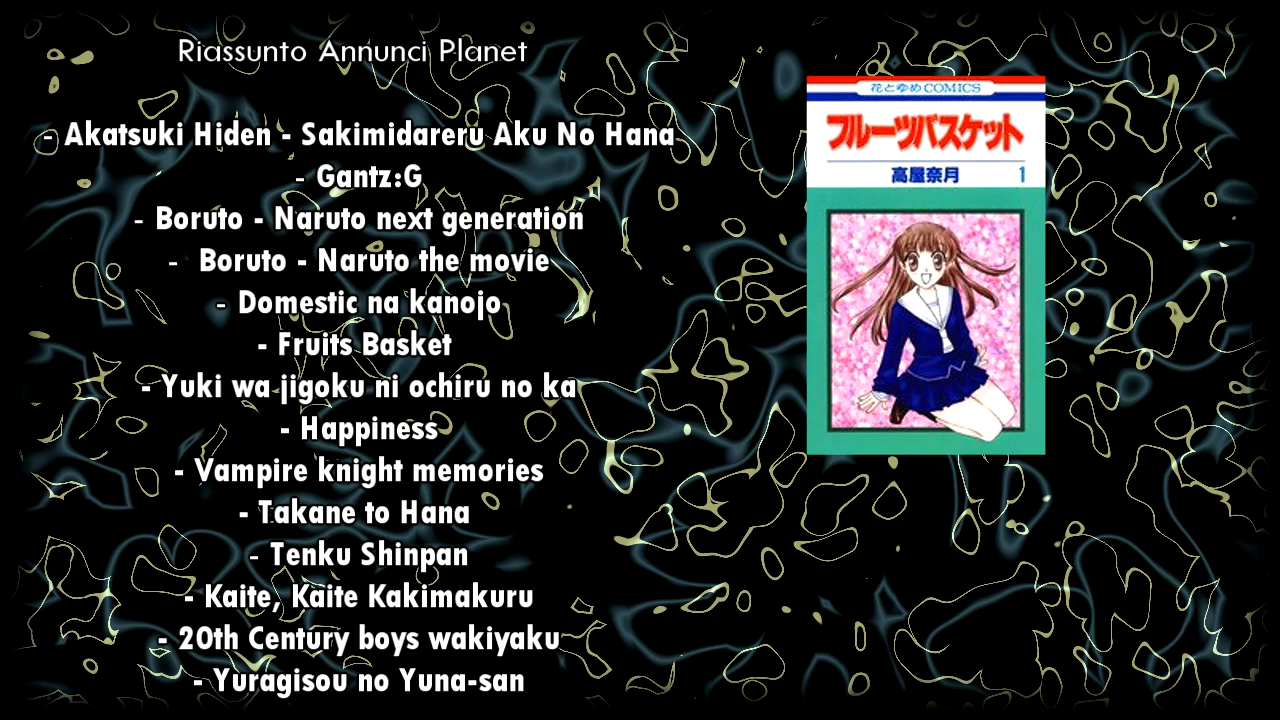 Riassunto Annunci Planet
- Akatsuki Hiden - Sakimidareru Aku No Hana
- Gantz:G
- Boruto - Naruto next generation
- Boruto - Naruto the movie
- Domestic na kanojo
- Fruits Basket
- Yuki wa jigoku ni ochiru no ka
- Happiness
- Vampire knight memories
- Takane to Hana
- Tenku Shinpan
- Kaite, Kaite Kakimakuru
- 20th Century boys wakiyaku
- Yuragisou no Yuna-san
花とゆめCOMICS
フルーツバスケット
高屋奈月 1